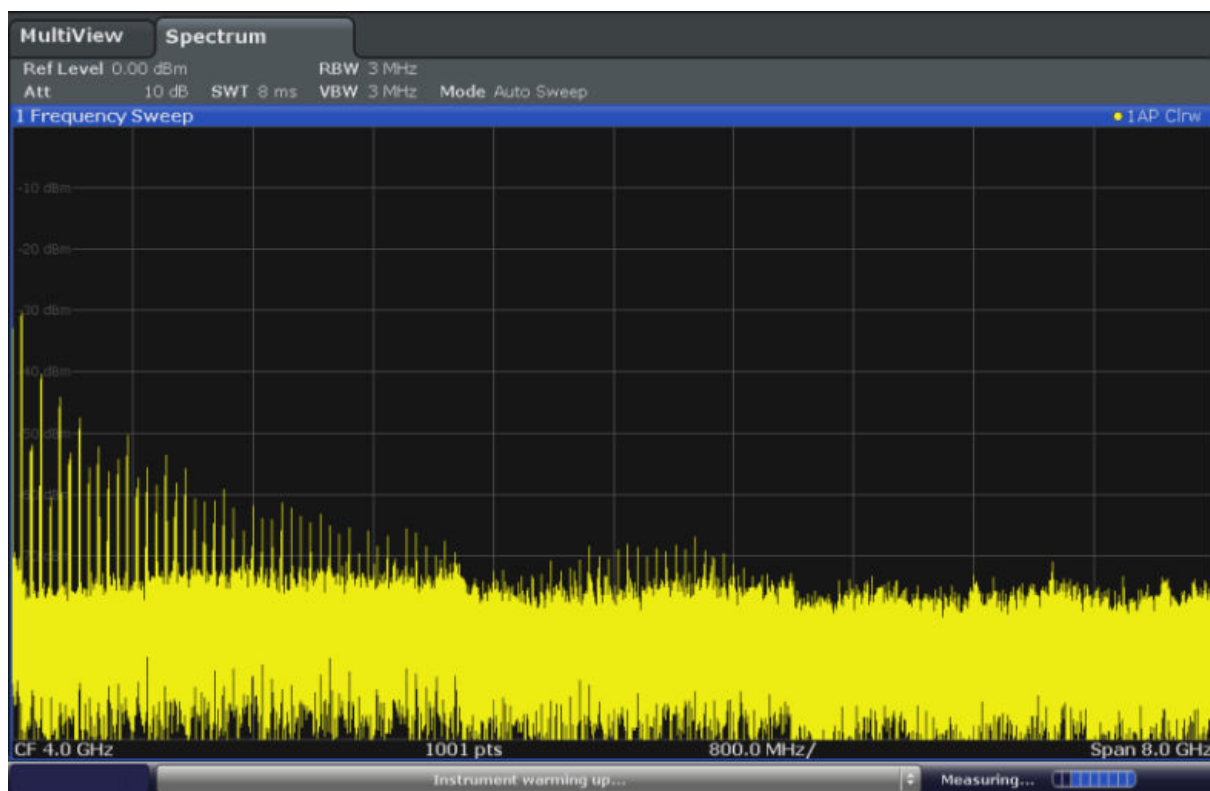 MultiView Spectrum
Ref Level 0.00 dBm RBW 3 MHz
Att 10 dB SWT 8 ms VBW 3 MHz Mode Auto Sweep
1 Frequency Sweep 1AP Clrw
-10 dBm
-20 dBm
-30 dBm
-40 dBm
CF 4.0 GHz 1001 pts 800.0 MHz/ Span 8.0 GHz
Instrument warming up... Measuring...